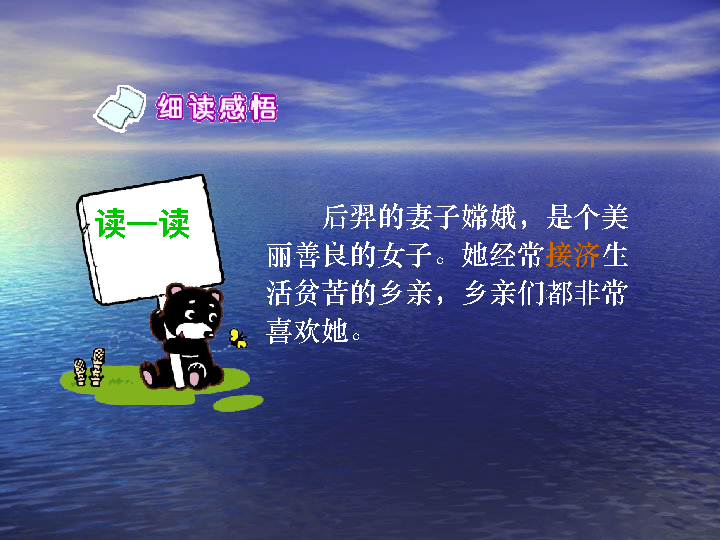 细读感悟
读一读
后羿的妻子嫦娥，是个美
丽善良的女子。她经常接济生
活贫苦的乡亲，乡亲们都非常
喜欢她。